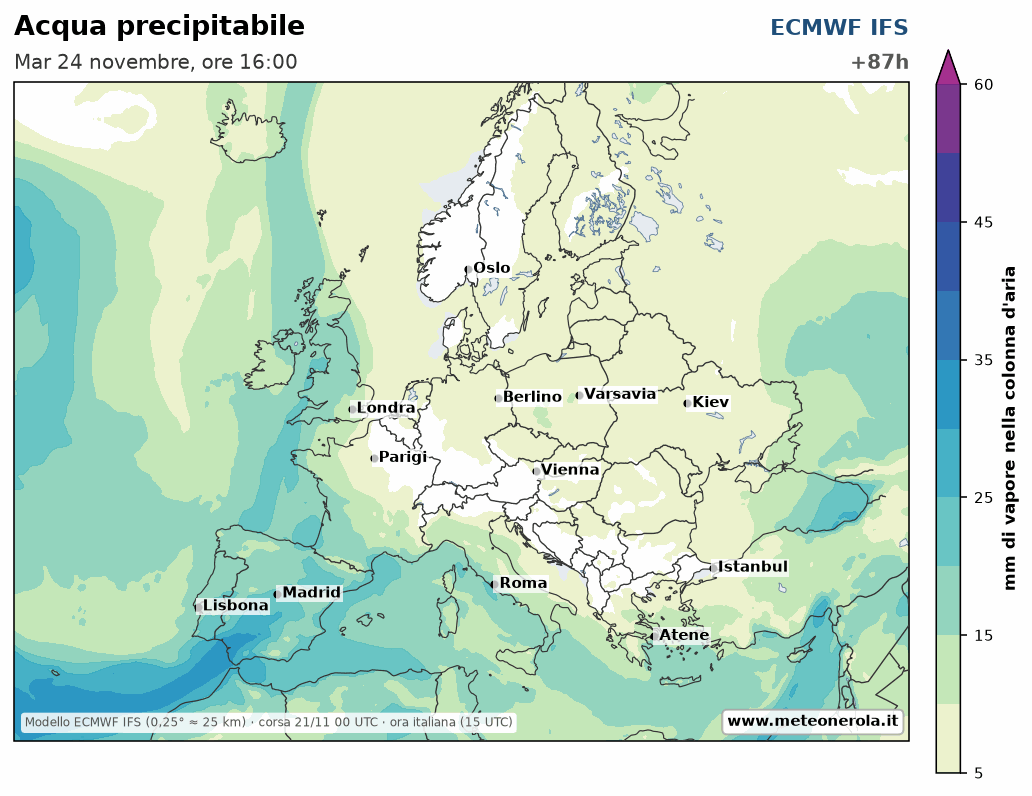 Acqua precipitabile
ECMWF IFS
Mar 24 novembre, ore 16:00
+87h
60
45
35
25
15
5
mm di vapore nella colonna d'aria
Oslo
Londra
Berlino
Varsavia
Kiev
Parigi
Vienna
Istanbul
Roma
Madrid
Lisbona
Atene
Modello ECMWF IFS (0,25° ≈ 25 km) · corsa 21/11 00 UTC · ora italiana (15 UTC)
www.meteonerola.it